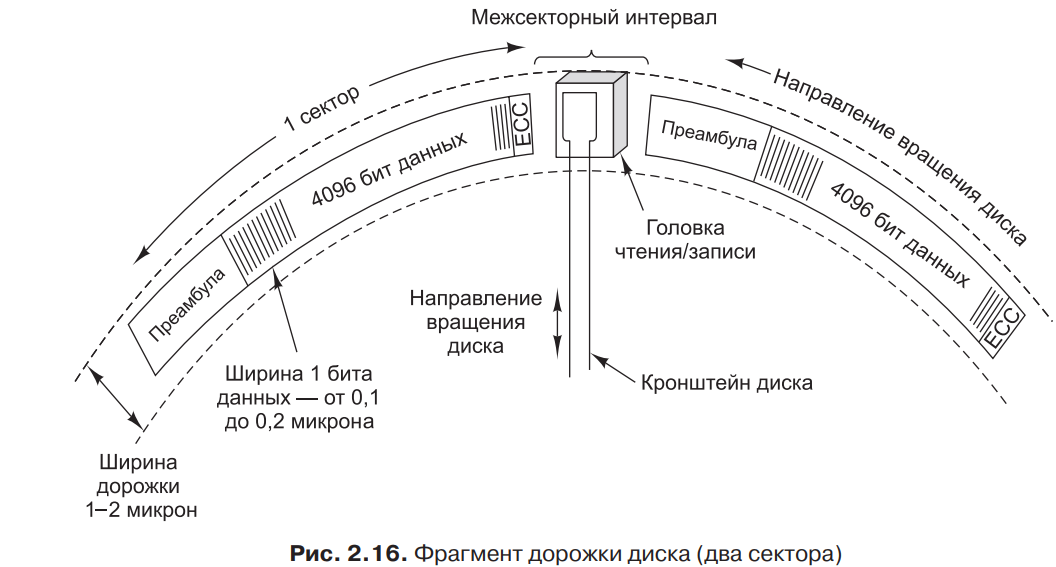 Межсекторный интервал
Направление вращения диска
1 сектор
Преамбула
4096 бит данных
ECC
Преамбула
4096 бит данных
ECC
Головка
чтения/записи
Направление
вращения
диска
Кронштейн диска
Ширина 1 бита
данных — от 0,1
до 0,2 микрона
Ширина
дорожки
1–2 микрон
Рис. 2.16. Фрагмент дорожки диска (два сектора)